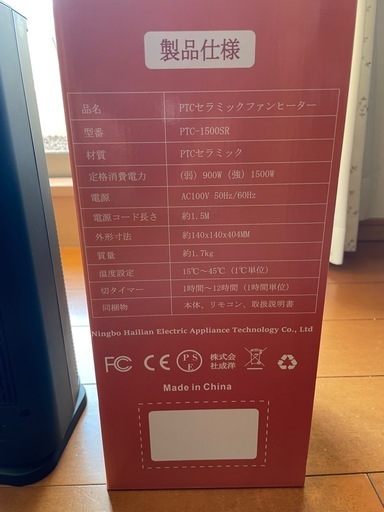 製品仕様
品名 PTCセラミックファンヒーター
型番 PTC-1500SR
材質 PTCセラミック
定格消費電力 (弱) 900W (強) 1500W
電源 AC100V 50Hz/60Hz
電源コード長さ 約1.5M
外形寸法 約140x140x404MM
質量 約1.7kg
温度設定 15℃~45℃ (1℃単位)
切タイマー 1時間~12時間 (1時間単位)
同梱物 本体、リモコン、取扱説明書
Ningbo Hailian Electric Appliance Technology Co., Ltd
FC CE PSE 株式会社成洋
Made in China